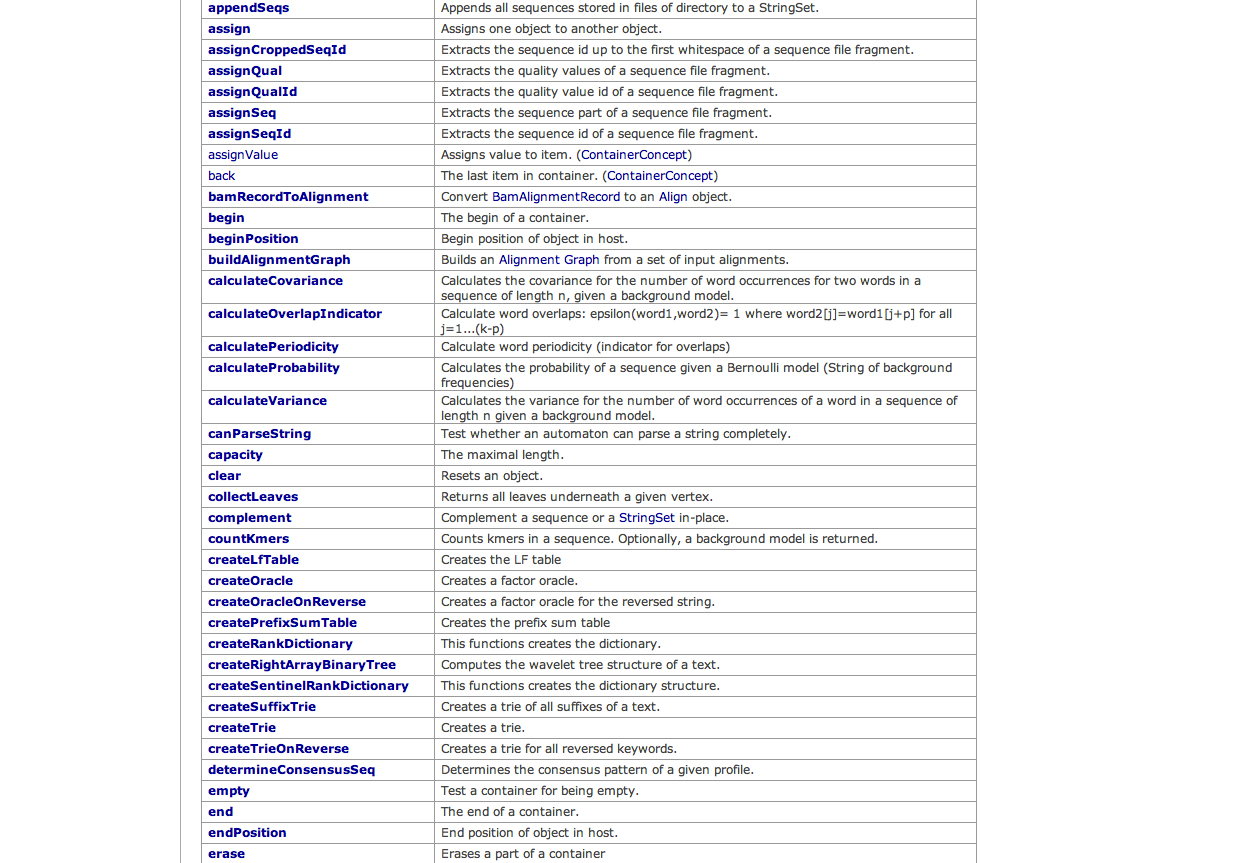 appendSeqs Appends all sequences stored in files of directory to a StringSet.
assign Assigns one object to another object.
assignCroppedSeqId Extracts the sequence id up to the first whitespace of a sequence file fragment.
assignQual Extracts the quality values of a sequence file fragment.
assignQualId Extracts the quality value id of a sequence file fragment.
assignSeq Extracts the sequence part of a sequence file fragment.
assignSeqId Extracts the sequence id of a sequence file fragment.
assignValue Assigns value to item. (ContainerConcept)
back The last item in container. (ContainerConcept)
bamRecordToAlignment Convert BamAlignmentRecord to an Align object.
begin The begin of a container.
beginPosition Begin position of object in host.
buildAlignmentGraph Builds an Alignment Graph from a set of input alignments.
calculateCovariance Calculates the covariance for the number of word occurrences for two words in a
sequence of length n, given a background model.
calculateOverlapIndicator Calculate word overlaps: epsilon(word1,word2)= 1 where word2[j]=word1[j+p] for all
j=1...(k-p)
calculatePeriodicity Calculate word periodicity (indicator for overlaps)
calculateProbability Calculates the probability of a sequence given a Bernoulli model (String of background
frequencies)
calculateVariance Calculates the variance for the number of word occurrences of a word in a sequence of
length n given a background model.
canParseString Test whether an automaton can parse a string completely.
capacity The maximal length.
clear Resets an object.
collectLeaves Returns all leaves underneath a given vertex.
complement Complement a sequence or a StringSet in-place.
countKmers Counts kmers in a sequence. Optionally, a background model is returned.
createLfTable Creates the LF table
createOracle Creates a factor oracle.
createOracleOnReverse Creates a factor oracle for the reversed string.
createPrefixSumTable Creates the prefix sum table
createRankDictionary This functions creates the dictionary.
createRightArrayBinaryTree Computes the wavelet tree structure of a text.
createSentinelRankDictionary This functions creates the dictionary structure.
createSuffixTrie Creates a trie of all suffixes of a text.
createTrie Creates a trie.
createTrieOnReverse Creates a trie for all reversed keywords.
determineConsensusSeq Determines the consensus pattern of a given profile.
empty Test a container for being empty.
end The end of a container.
endPosition End position of object in host.
erase Erases a part of a container